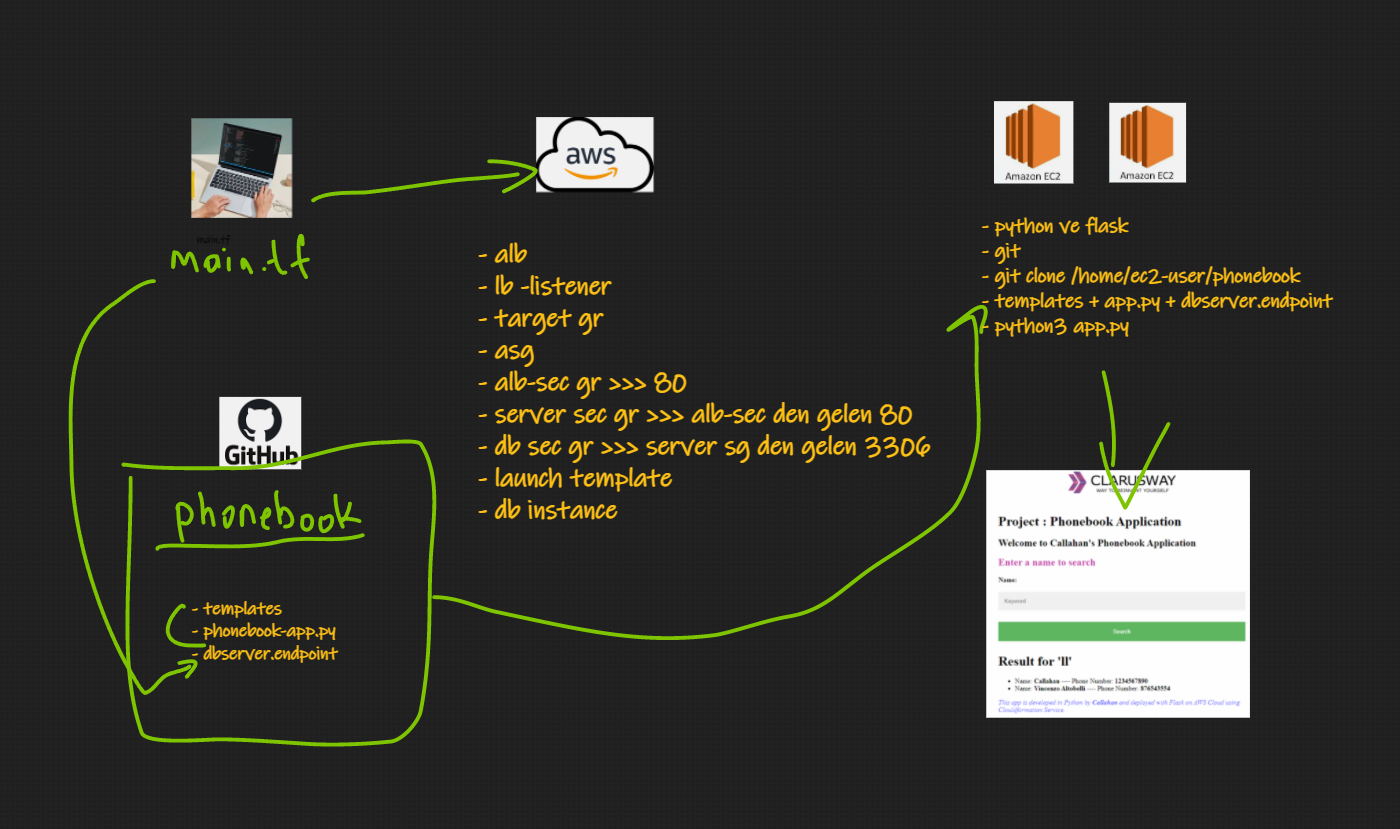 main.tf
main.tf
aws
- alb
- lb -listener
- target gr
- asg
- alb-sec gr >>> 80
- server sec gr >>> alb-sec den gelen 80
- db sec gr >>> server sg den gelen 3306
- launch template
- db instance
GitHub
phonebook
- templates
- phonebook-app.py
- dbserver.endpoint
Amazon EC2
Amazon EC2
- python ve flask
- git
- git clone /home/ec2-user/phonebook
- templates + app.py + dbserver.endpoint
- python3 app.py
CLARUSWAY
WAY TO REINVENT YOURSELF
Project : Phonebook Application
Welcome to Callahan's Phonebook Application
Enter a name to search
Name:
Keyword
Search
Result for 'll'
• Name: Callahan ---- Phone Number: 1234567890
• Name: Vincenzo Altobelli ---- Phone Number: 876543554
This app is developed in Python by Callahan and deployed with Flask on AWS Cloud using
Cloudformation Service